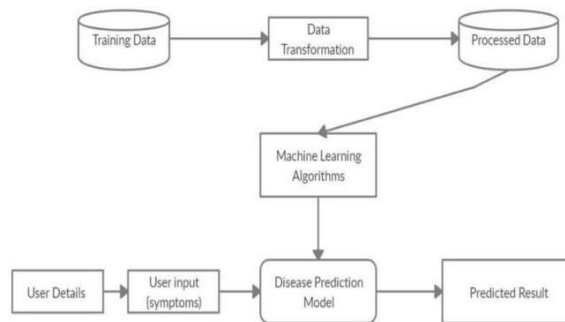 Training Data
Data
Transformation
Processed Data
Machine Learning
Algorithms
User Details
User input
(symptoms)
Disease Prediction
Model
Predicted Result